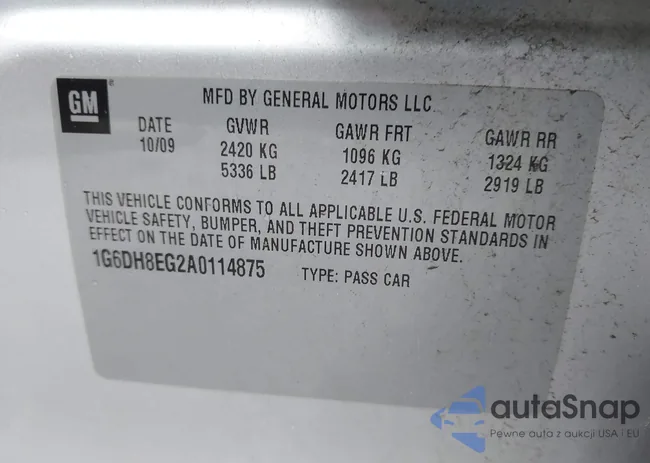 GM
MFD BY GENERAL MOTORS LLC
DATE GVWR GAWR FRT GAWR RR
10/09 2420 KG 1096 KG 1324 KG
5336 LB 2417 LB 2919 LB
THIS VEHICLE CONFORMS TO ALL APPLICABLE U.S. FEDERAL MOTOR
VEHICLE SAFETY, BUMPER, AND THEFT PREVENTION STANDARDS IN
EFFECT ON THE DATE OF MANUFACTURE SHOWN ABOVE.
1G6DH8EG2A0114875 TYPE: PASS CAR
autaSnap
Pewne auta z aukcji USA i EU